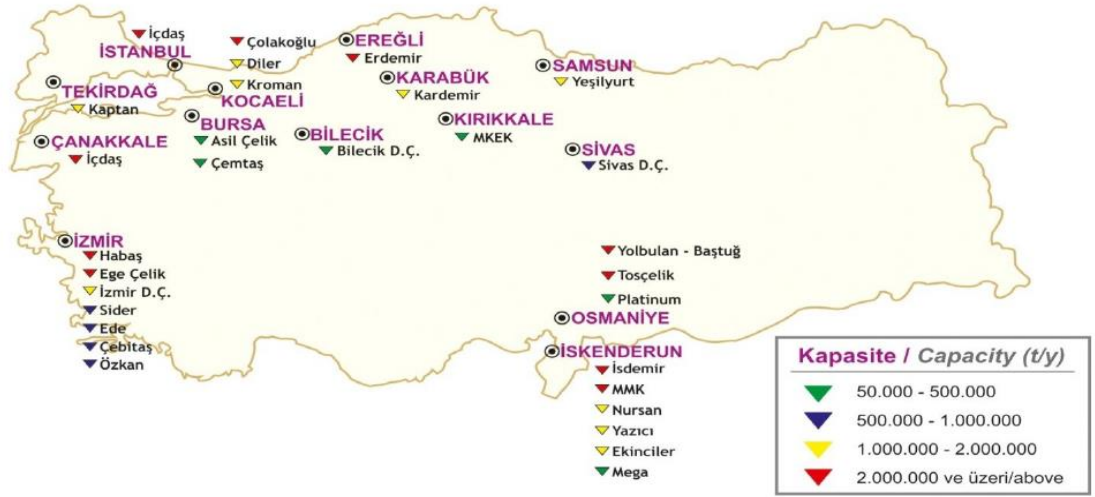 İçdaş
İSTANBUL
Çolakoğlu
Diler
Kroman
KOCAELİ
EREĞLİ
Erdemir
KARABÜK
Kardemir
SAMSUN
Yeşilyurt
TEKİRDAĞ
Kaptan
BURSA
Asil Çelik
Çemtaş
BİLECİK
Bilecik D.Ç.
KIRIKKALE
MKEK
SİVAS
Sivas D.Ç.
ÇANAKKALE
İçdaş
İZMİR
Habaş
Ege Çelik
İzmir D.Ç.
Sider
Ede
Çebitaş
Özkan
Yolbulan - Baştuğ
Tosçelik
Platinum
OSMANİYE
İSKENDERUN
İsdemir
MMK
Nursan
Yazıcı
Ekinciler
Mega
Kapasite / Capacity (t/y)
50.000 - 500.000
500.000 - 1.000.000
1.000.000 - 2.000.000
2.000.000 ve üzeri/above